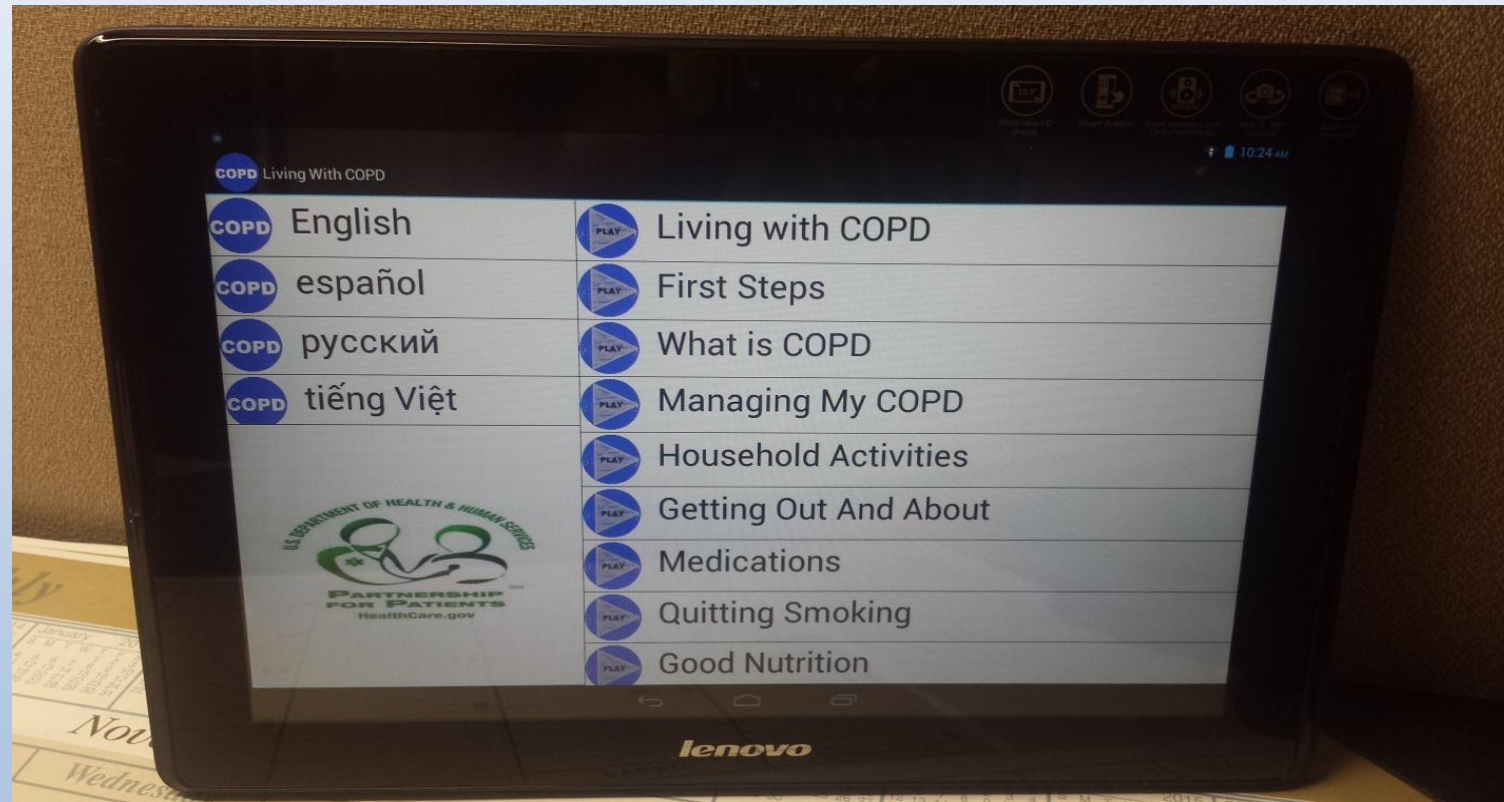 10:24 AM
COPD Living With COPD
COPD English
COPD español
COPD русский
COPD tiếng Việt
U.S. DEPARTMENT OF HEALTH & HUMAN SERVICES
PARTNERSHIP
FOR PATIENTS
HealthCare.gov
PLAY Living with COPD
PLAY First Steps
PLAY What is COPD
PLAY Managing My COPD
PLAY Household Activities
PLAY Getting Out And About
PLAY Medications
PLAY Quitting Smoking
PLAY Good Nutrition
lenovo
January
Wednes